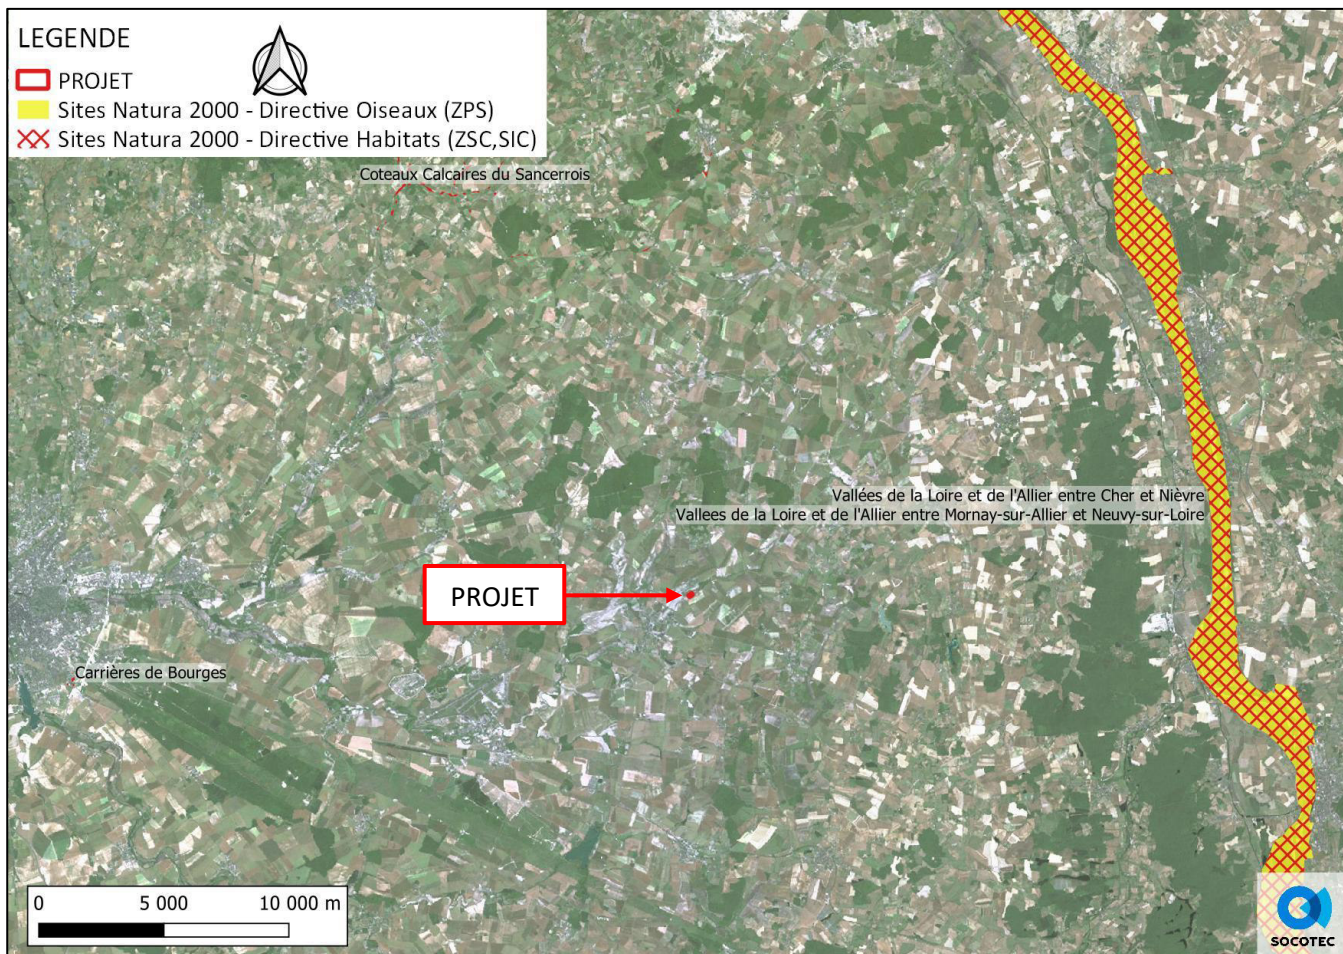 LEGENDE
PROJET
Sites Natura 2000 - Directive Oiseaux (ZPS)
Sites Natura 2000 - Directive Habitats (ZSC,SIC)
Coteaux Calcaires du Sancerrois
Vallées de la Loire et de l'Allier entre Cher et Nièvre
Vallees de la Loire et de l'Allier entre Mornay-sur-Allier et Neuvy-sur-Loire
PROJET
Carrières de Bourges
0 5 000 10 000 m
SOCOTEC